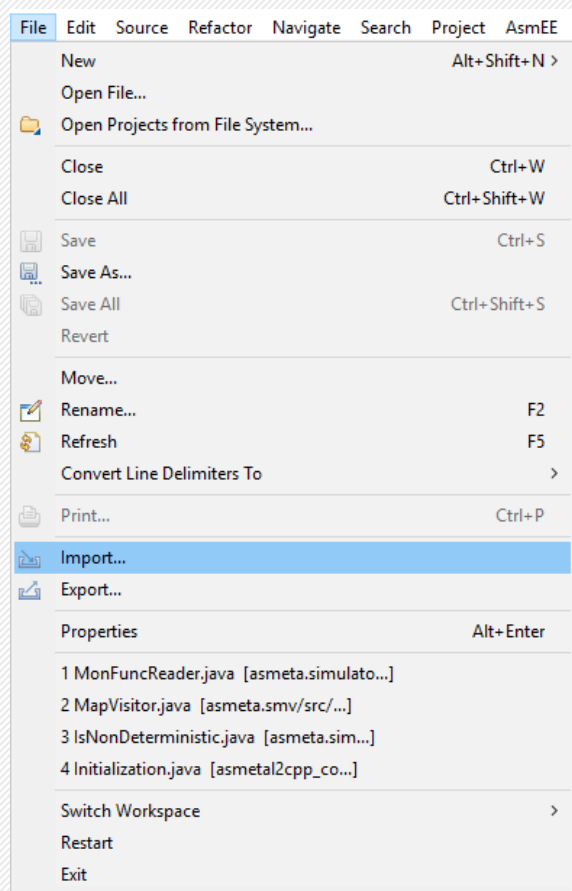 File Edit Source Refactor Navigate Search Project AsmEE
New Alt+Shift+N >
Open File...
Open Projects from File System...
Close Ctrl+W
Close All Ctrl+Shift+W
Save Ctrl+S
Save As...
Save All Ctrl+Shift+S
Revert
Move...
Rename... F2
Refresh F5
Convert Line Delimiters To >
Print... Ctrl+P
Import...
Export...
Properties Alt+Enter
1 MonFuncReader.java [asmeta.simulato...]
2 MapVisitor.java [asmeta.smv/src/...]
3 IsNonDeterministic.java [asmeta.sim...]
4 Initialization.java [asmetal2cpp_co...]
Switch Workspace >
Restart
Exit